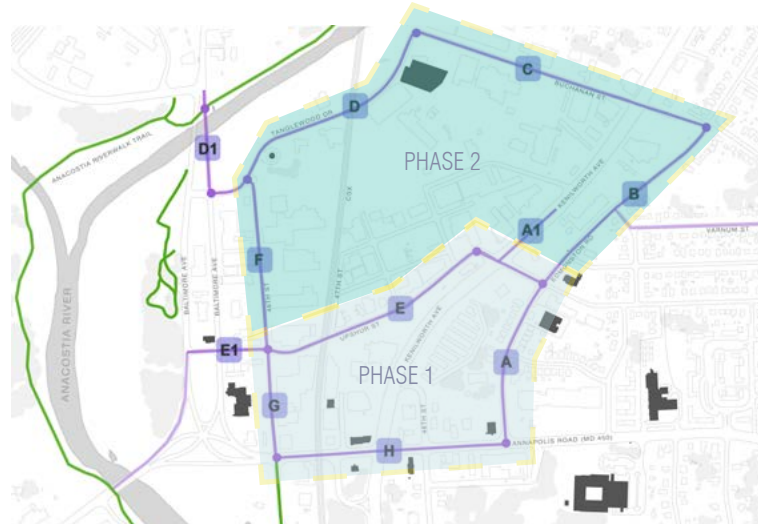 C
BUCHANAN ST.
D
TANGLEWOOD DR
ANACOSTIA RIVERWALK TRAIL
D1
PHASE 2
KENILWORTH AVE
B
CSX
A1
VARNUM ST
EDMONSTON RD
F
46TH ST
47TH ST
BALTIMORE AVE
BALTIMORE AVE
E
UPSHUR ST
KENILWORTH AVE
ANACOSTIA RIVER
E1
A
PHASE 1
G
48TH ST
H
ANNAPOLIS ROAD (MD 450)